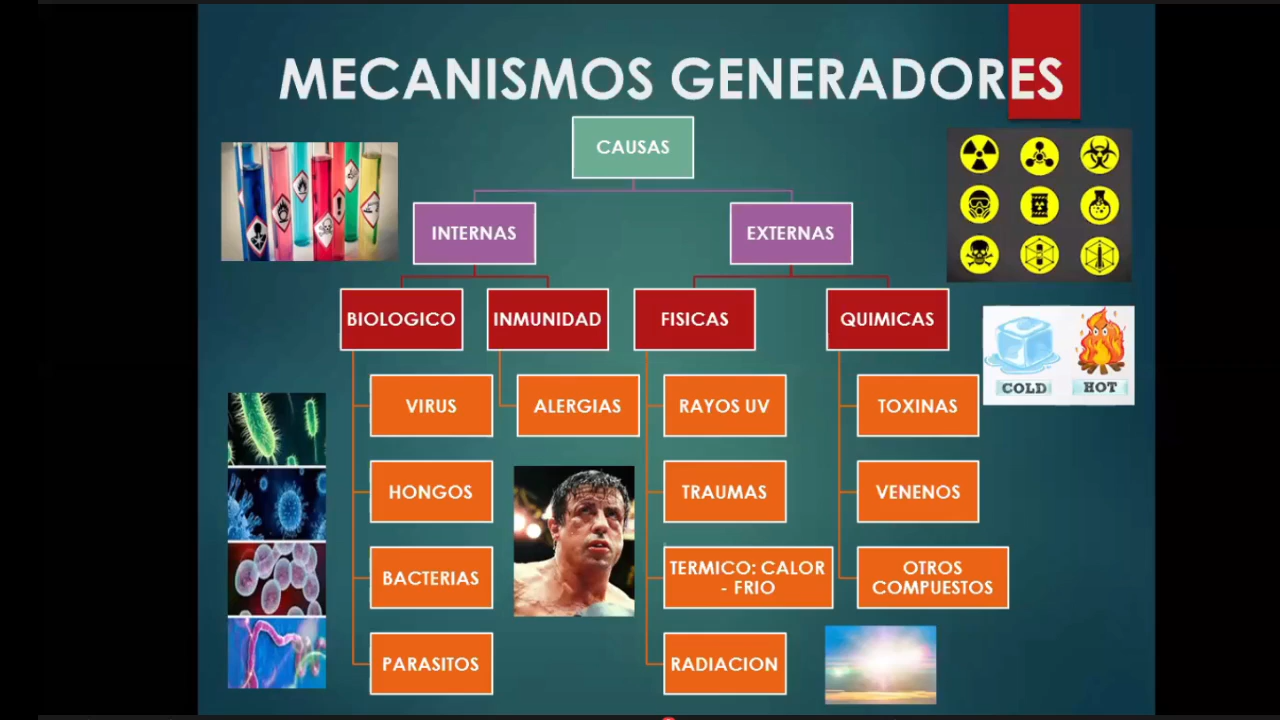 MECANISMOS GENERADORES
CAUSAS
INTERNAS
EXTERNAS
BIOLOGICO
INMUNIDAD
FISICAS
QUIMICAS
VIRUS
ALERGIAS
RAYOS UV
TOXINAS
COLD
HOT
HONGOS
TRAUMAS
VENENOS
BACTERIAS
TERMICO: CALOR
- FRIO
OTROS
COMPUESTOS
PARASITOS
RADIACION